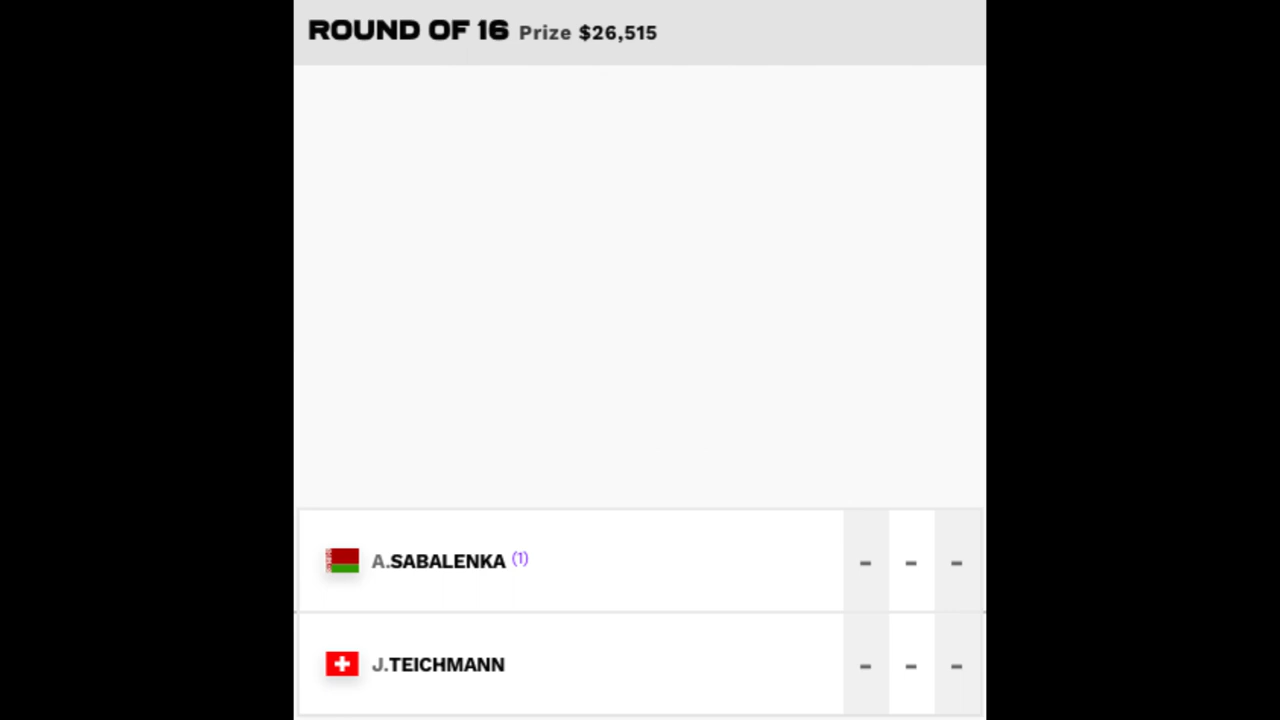 ROUND OF 16 Prize $26,515
A.SABALENKA (1) - - -
J.TEICHMANN - - -